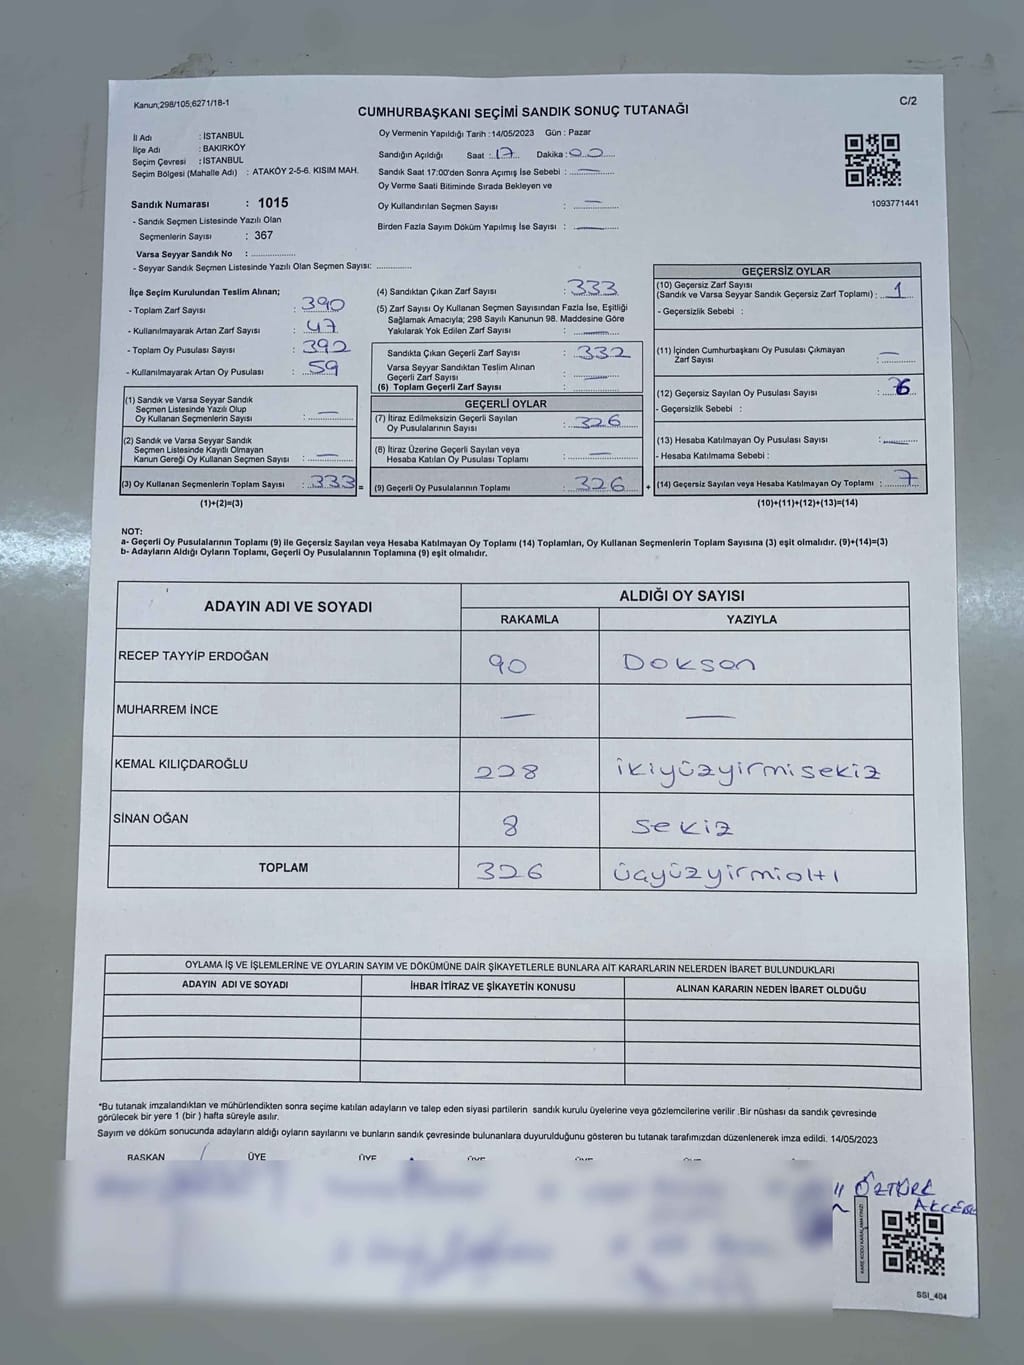 Kanun;298/105,6271/18-1
C/2
CUMHURBAŞKANI SEÇİMİ SANDIK SONUÇ TUTANAĞI
İl Adı : İSTANBUL
İlçe Adı : BAKIRKÖY
Seçim Çevresi : İSTANBUL
Seçim Bölgesi (Mahalle Adı) : ATAKÖY 2-5-6. KISIM MAH.
Sandık Numarası : 1015
- Sandık Seçmen Listesinde Yazılı Olan
Seçmenlerin Sayısı : 367
Varsa Seyyar Sandık No : ..............
- Seyyar Sandık Seçmen Listesinde Yazılı Olan Seçmen Sayısı: ............
Oy Vermenin Yapıldığı Tarih :14/05/2023 Gün : Pazar
Sandığın Açıldığı Saat : 17 Dakika : 00
Sandık Saat 17:00'den Sonra Açımış İse Sebebi : —
Oy Verme Saati Bitiminde Sırada Bekleyen ve
Oy Kullandırılan Seçmen Sayısı : —
Birden Fazla Sayım Döküm Yapılmış İse Sayısı : —
1093771441
İlçe Seçim Kurulundan Teslim Alınan;
- Toplam Zarf Sayısı : 390
- Kullanılmayarak Artan Zarf Sayısı : 47
- Toplam Oy Pusulası Sayısı : 392
- Kullanılmayarak Artan Oy Pusulası : 59
(1) Sandık ve Varsa Seyyar Sandık
Seçmen Listesinde Yazılı Olup
Oy Kullanan Seçmenlerin Sayısı : —
(2) Sandık ve Varsa Seyyar Sandık
Seçmen Listesinde Kayıtlı Olmayan
Kanun Gereği Oy Kullanan Seçmen Sayısı : —
(3) Oy Kullanan Seçmenlerin Toplam Sayısı : 333 =
(1)+(2)=(3)
(4) Sandıktan Çıkan Zarf Sayısı : 333
(5) Zarf Sayısı Oy Kullanan Seçmen Sayısından Fazla İse, Eşitliği
Sağlamak Amacıyla; 298 Sayılı Kanunun 98. Maddesine Göre
Yakılarak Yok Edilen Zarf Sayısı : —
Sandıkta Çıkan Geçerli Zarf Sayısı : 332
Varsa Seyyar Sandıktan Teslim Alınan
Geçerli Zarf Sayısı : —
(6) Toplam Geçerli Zarf Sayısı :
GEÇERLİ OYLAR
(7) İtiraz Edilmeksizin Geçerli Sayılan
Oy Pusulalarının Sayısı : 326
(8) İtiraz Üzerine Geçerli Sayılan veya
Hesaba Katılan Oy Pusulası Toplamı : —
(9) Geçerli Oy Pusulalarının Toplamı : 326 +
GEÇERSİZ OYLAR
(10) Geçersiz Zarf Sayısı
(Sandık ve Varsa Seyyar Sandık Geçersiz Zarf Toplamı) : 1
- Geçersizlik Sebebi :
(11) İçinden Cumhurbaşkanı Oy Pusulası Çıkmayan
Zarf Sayısı : —
(12) Geçersiz Sayılan Oy Pusulası Sayısı : 6
- Geçersizlik Sebebi :
(13) Hesaba Katılmayan Oy Pusulası Sayısı : —
- Hesaba Katılmama Sebebi :
(14) Geçersiz Sayılan veya Hesaba Katılmayan Oy Toplamı : 7
(10)+(11)+(12)+(13)=(14)
NOT:
a- Geçerli Oy Pusulalarının Toplamı (9) ile Geçersiz Sayılan veya Hesaba Katılmayan Oy Toplamı (14) Toplamları, Oy Kullanan Seçmenlerin Toplam Sayısına (3) eşit olmalıdır. (9)+(14)=(3)
b- Adayların Aldığı Oyların Toplamı, Geçerli Oy Pusulalarının Toplamına (9) eşit olmalıdır.
ADAYIN ADI VE SOYADI
ALDIĞI OY SAYISI
RAKAMLA YAZIYLA
RECEP TAYYİP ERDOĞAN 90 Doksan
MUHARREM İNCE — —
KEMAL KILIÇDAROĞLU 228 ikiyüzyirmisekiz
SİNAN OĞAN 8 sekiz
TOPLAM 326 üçyüzyirmialtı
OYLAMA İŞ VE İŞLEMLERİNE VE OYLARIN SAYIM VE DÖKÜMÜNE DAİR ŞİKAYETLERLE BUNLARA AİT KARARLARIN NELERDEN İBARET BULUNDUKLARI
ADAYIN ADI VE SOYADI İHBAR İTİRAZ VE ŞİKAYETİN KONUSU ALINAN KARARIN NEDEN İBARET OLDUĞU
*Bu tutanak imzalandıktan ve mühürlendikten sonra seçime katılan adayların ve talep eden siyasi partilerin sandık kurulu üyelerine veya gözlemcilerine verilir .Bir nüshası da sandık çevresinde
görülecek bir yere 1 (bir ) hafta süreyle asılır.
Sayım ve döküm sonucunda adayların aldığı oyların sayılarını ve bunların sandık çevresinde bulunanlara duyurulduğunu gösteren bu tutanak tarafımızdan düzenlenerek imza edildi. 14/05/2023
BAŞKAN ÜYE ÜYE ÜYE ÜYE ÜYE
ÖZTÜRK
SSI_404